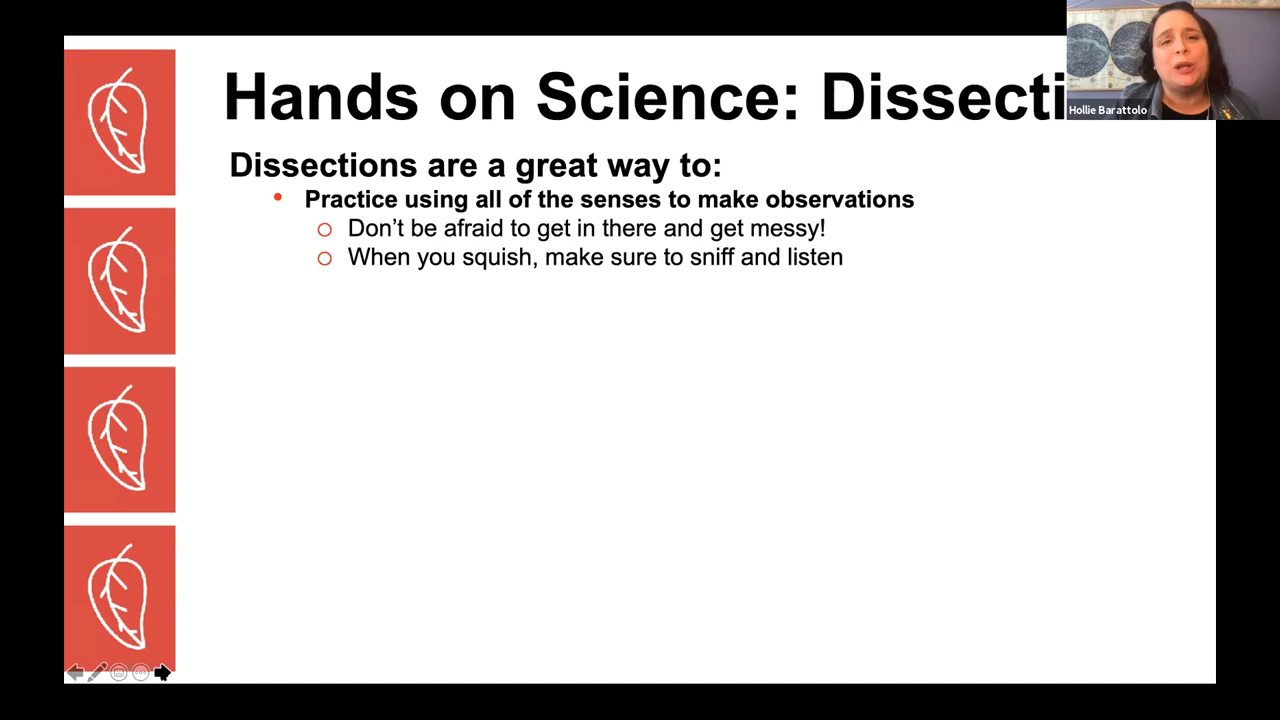 Hands on Science: Dissecti
Hollie Barattolo
Dissections are a great way to:
• Practice using all of the senses to make observations
○ Don’t be afraid to get in there and get messy!
○ When you squish, make sure to sniff and listen